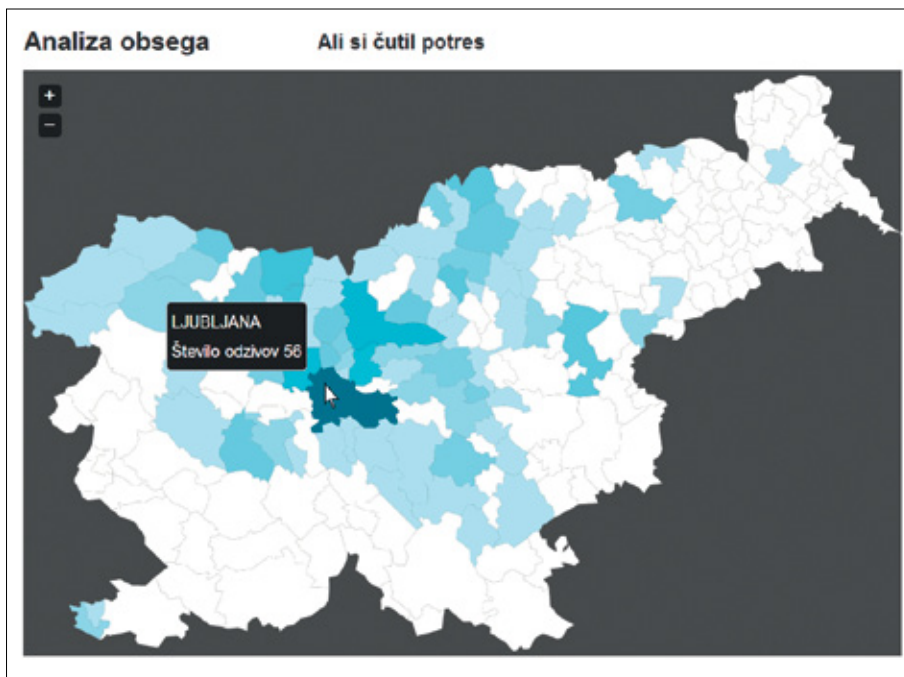 Analiza obsega
Ali si čutil potres
+
−
LJUBLJANA
Število odzivov 56